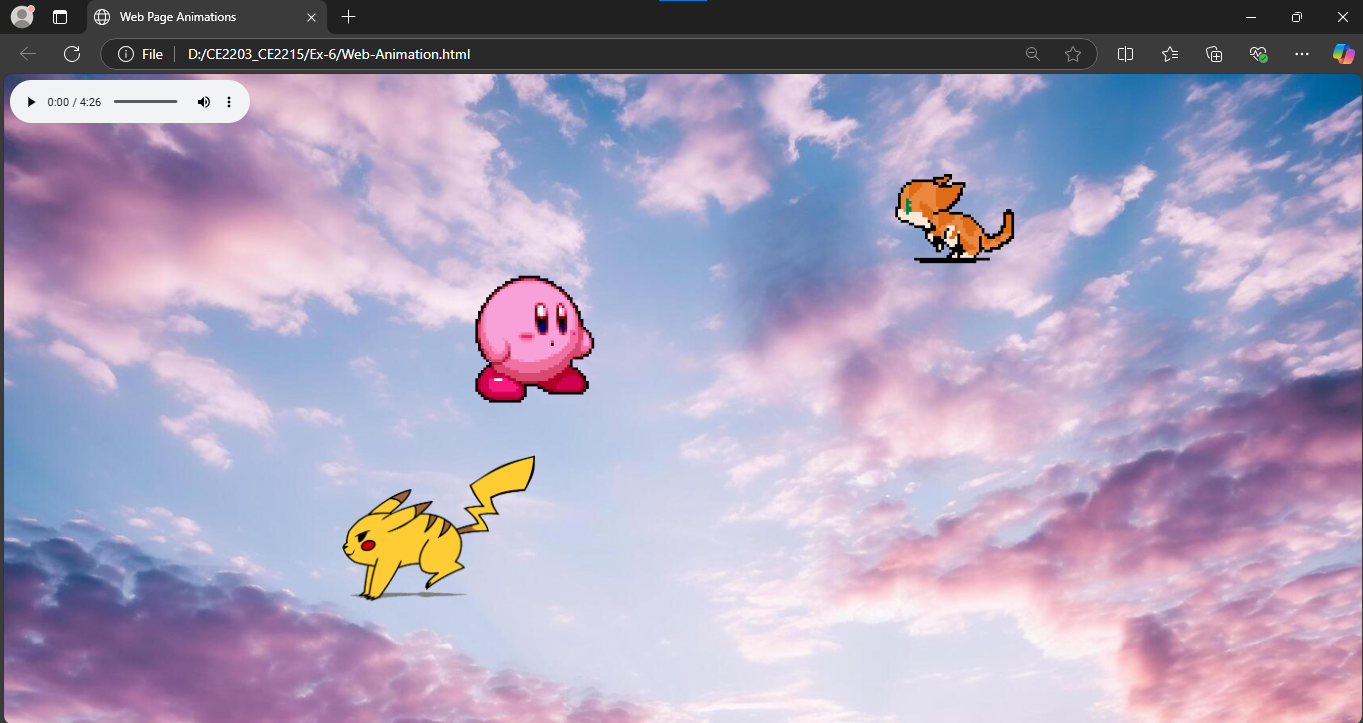 Web Page Animations
File D:/CE2203_CE2215/Ex-6/Web-Animation.html
0:00 / 4:26